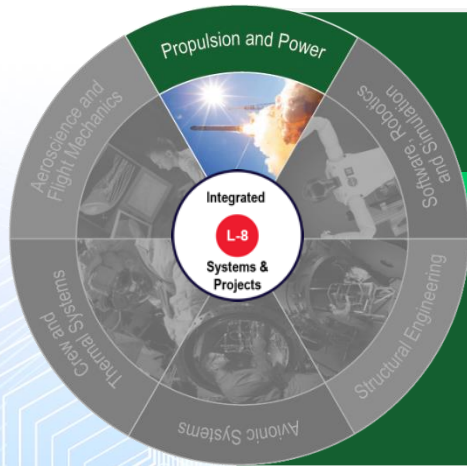 Propulsion and Power
Software, Robotics
and Simulation
Structural Engineering
Avionic Systems
Crew and
Thermal Systems
Aeroscience and
Flight Mechanics
Integrated
L-8
Systems &
Projects